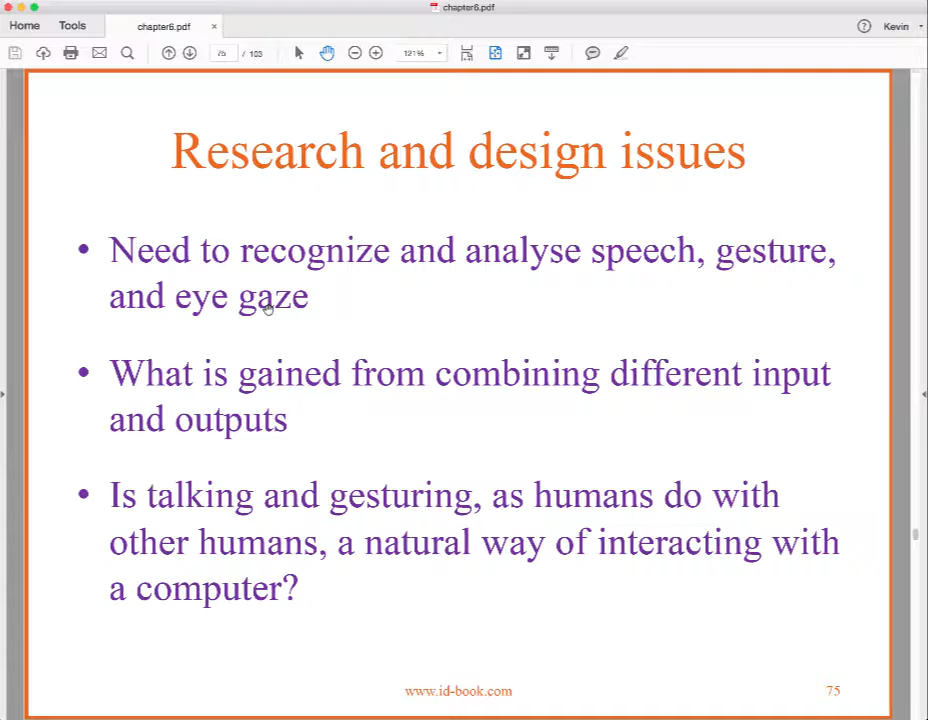 chapter6.pdf
Home Tools chapter6.pdf × ? Kevin
75 / 103 121%
Research and design issues
• Need to recognize and analyse speech, gesture,
and eye gaze
• What is gained from combining different input
and outputs
• Is talking and gesturing, as humans do with
other humans, a natural way of interacting with
a computer?
www.id-book.com 75